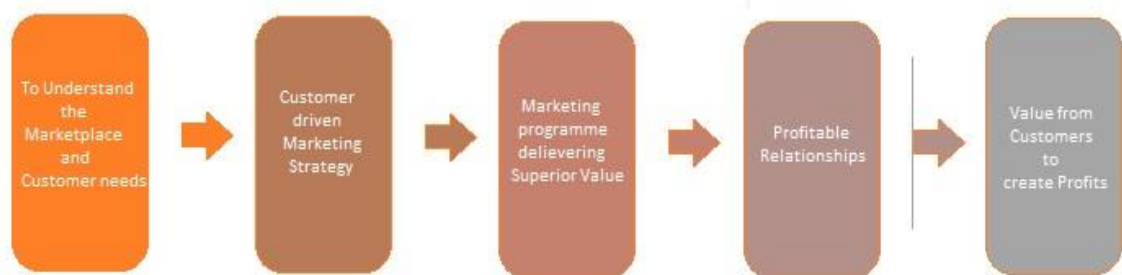 To Understand
the
Marketplace
and
Customer needs
Customer
driven
Marketing
Strategy
Marketing
programme
delievering
Superior Value
Profitable
Relationships
Value from
Customers
to
create Profits